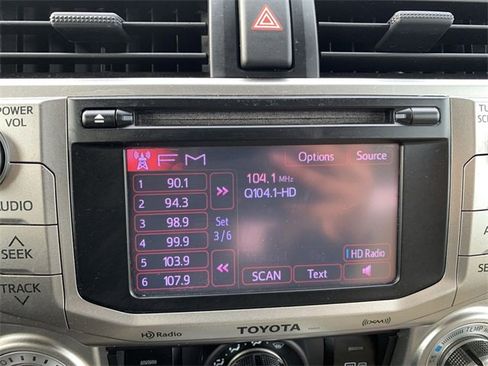 POWER
VOL
AUDIO
SEEK
TRACK
FM
Options
Source
1 90.1
2 94.3
3 98.9
4 99.9
5 103.9
6 107.9
>>
Set
3/6
<<
104.1 MHz
Q104.1-HD
HD Radio
SCAN
Text
HD Radio
TOYOTA
((XM))
TEMP